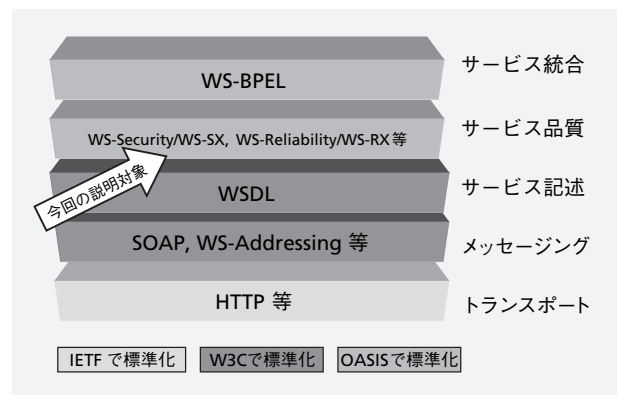 WS-BPEL
サービス統合
WS-Security/WS-SX, WS-Reliability/WS-RX 等
サービス品質
今回の説明対象
WSDL
サービス記述
SOAP, WS-Addressing 等
メッセージング
HTTP 等
トランスポート
IETF で標準化
W3Cで標準化
OASISで標準化